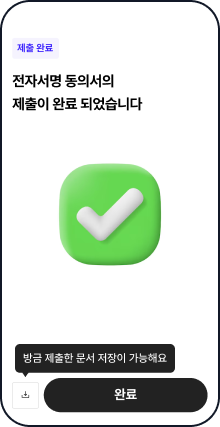 제출 완료
전자서명 동의서의
제출이 완료 되었습니다
방금 제출한 문서 저장이 가능해요
완료